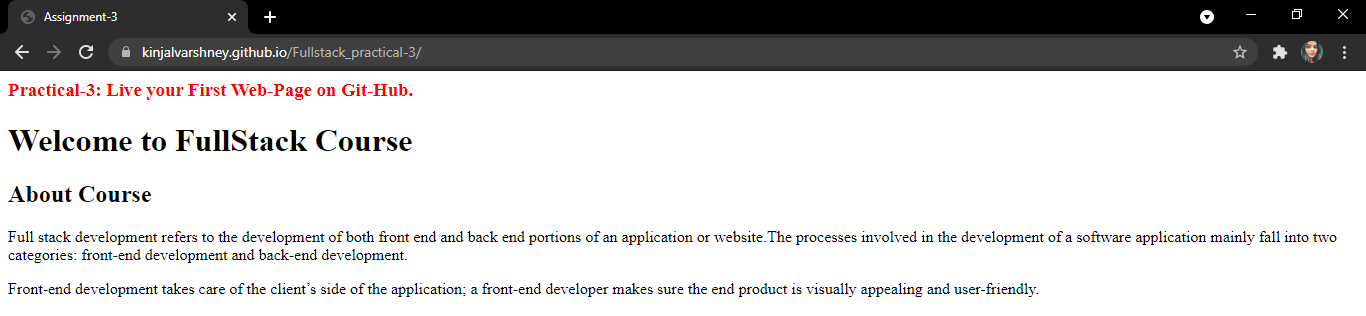 Assignment-3
kinjalvarshney.github.io/Fullstack_practical-3/
Practical-3: Live your First Web-Page on Git-Hub.
Welcome to FullStack Course
About Course
Full stack development refers to the development of both front end and back end portions of an application or website.The processes involved in the development of a software application mainly fall into two
categories: front-end development and back-end development.
Front-end development takes care of the client’s side of the application; a front-end developer makes sure the end product is visually appealing and user-friendly.